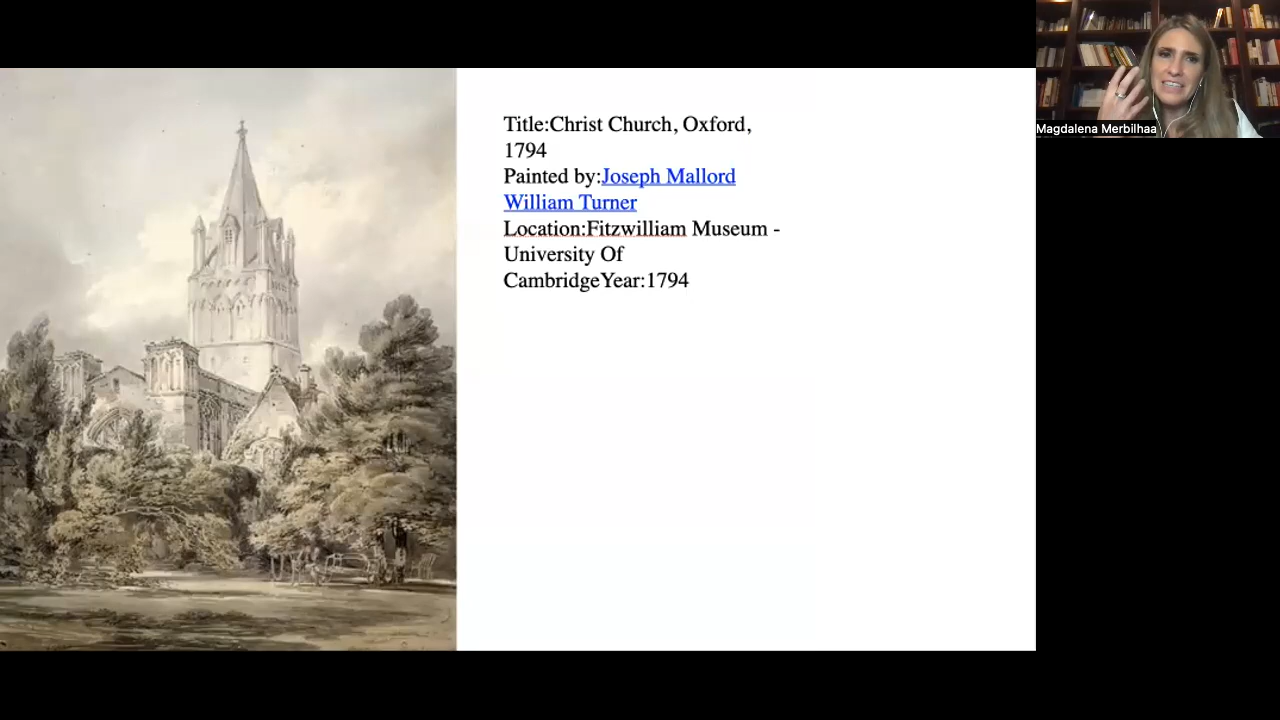 Title:Christ Church, Oxford,
1794
Painted by:Joseph Mallord
William Turner
Location:Fitzwilliam Museum -
University Of
CambridgeYear:1794
Magdalena Merbilhaa